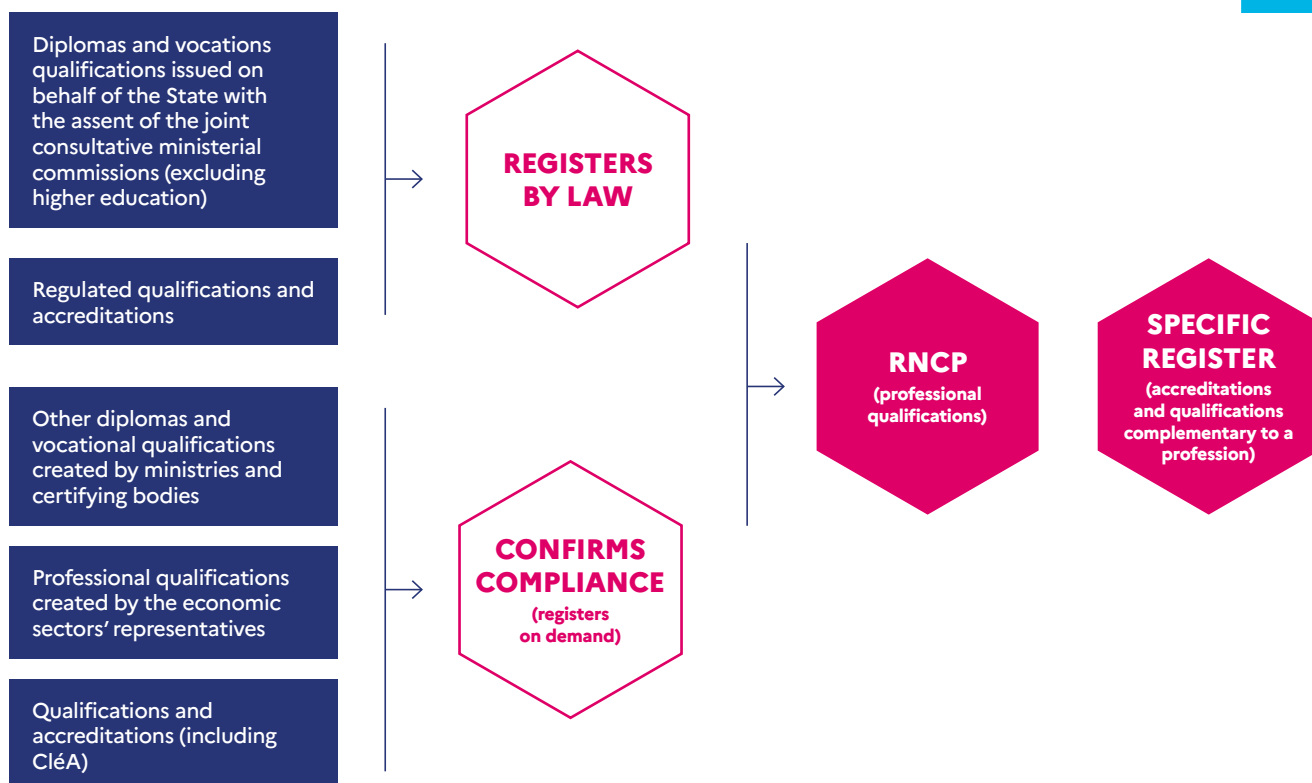 Diplomas and vocations
qualifications issued on
behalf of the State with
the assent of the joint
consultative ministerial
commissions (excluding
higher education)
Regulated qualifications and
accreditations
Other diplomas and
vocational qualifications
created by ministries and
certifying bodies
Professional qualifications
created by the economic
sectors’ representatives
Qualifications and
accreditations (including
CléA)
REGISTERS
BY LAW
CONFIRMS
COMPLIANCE
(registers
on demand)
RNCP
(professional
qualifications)
SPECIFIC
REGISTER
(accreditations
and qualifications
complementary to a
profession)